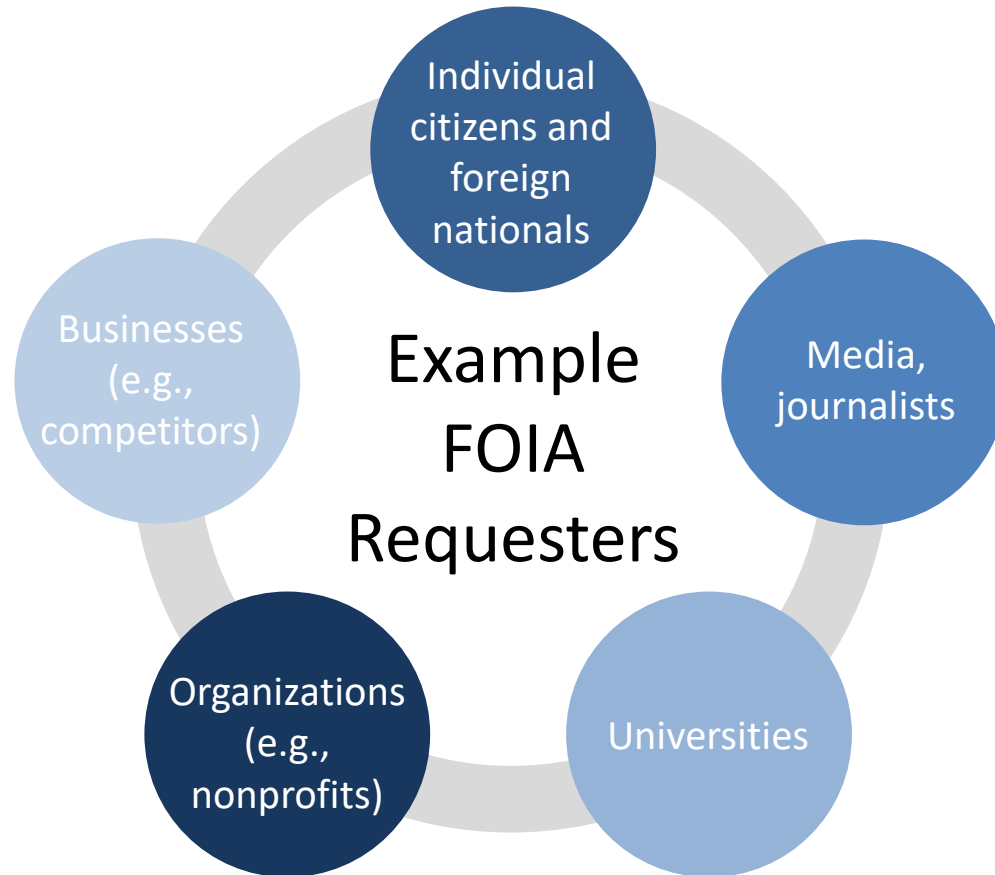 Individual
citizens and
foreign
nationals
Businesses
(e.g.,
competitors)
Example
FOIA
Requesters
Media,
journalists
Organizations
(e.g.,
nonprofits)
Universities